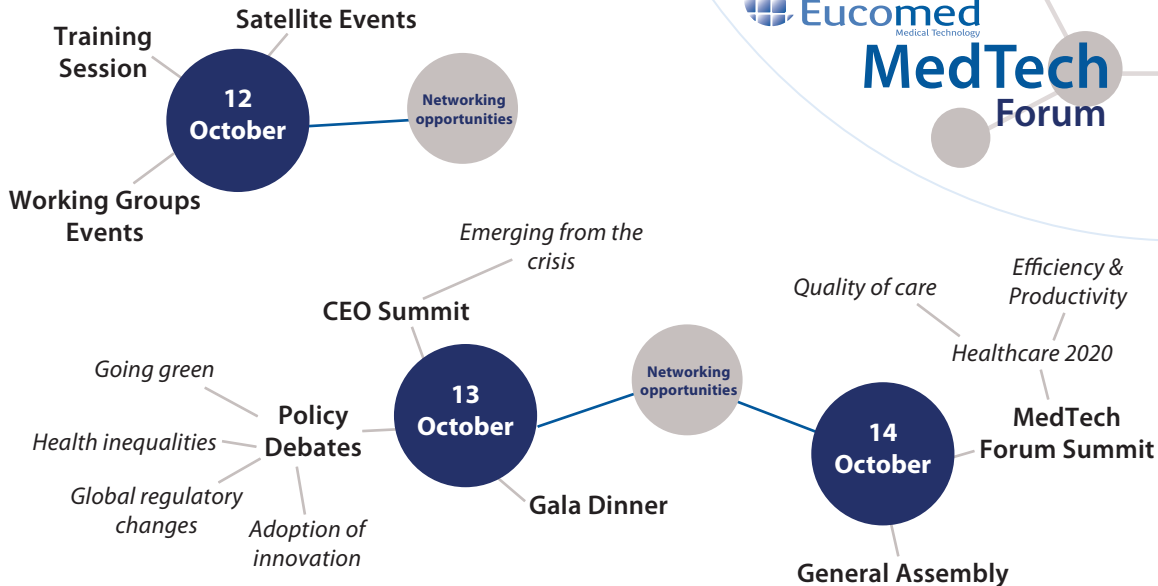 Satellite Events
Training
Session
12
October
Networking
opportunities
Working Groups
Events
Eucomed
Medical Technology
MedTech
Forum
Emerging from the
crisis
CEO Summit
Going green
Health inequalities
Global regulatory
changes
Adoption of
innovation
Policy
Debates
13
October
Gala Dinner
Networking
opportunities
Quality of care
Efficiency &
Productivity
Healthcare 2020
MedTech
Forum Summit
14
October
General Assembly